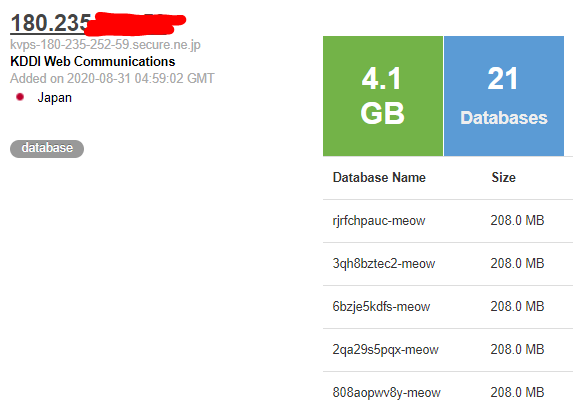 180.235
kvps-180-235-252-59.secure.ne.jp
KDDI Web Communications
Added on 2020-08-31 04:59:02 GMT
Japan
database
4.1 GB
21 Databases
Database Name Size
rjrfchpauc-meow 208.0 MB
3qh8bztec2-meow 208.0 MB
6bzje5kdfs-meow 208.0 MB
2qa29s5pqx-meow 208.0 MB
808aopwv8y-meow 208.0 MB